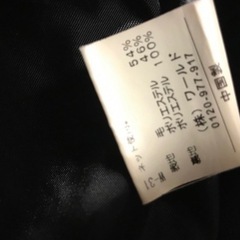 毛 54%
ポリエステル 46%
ポリエステル 100%
(株) ワールド
0120-977-917
中国製